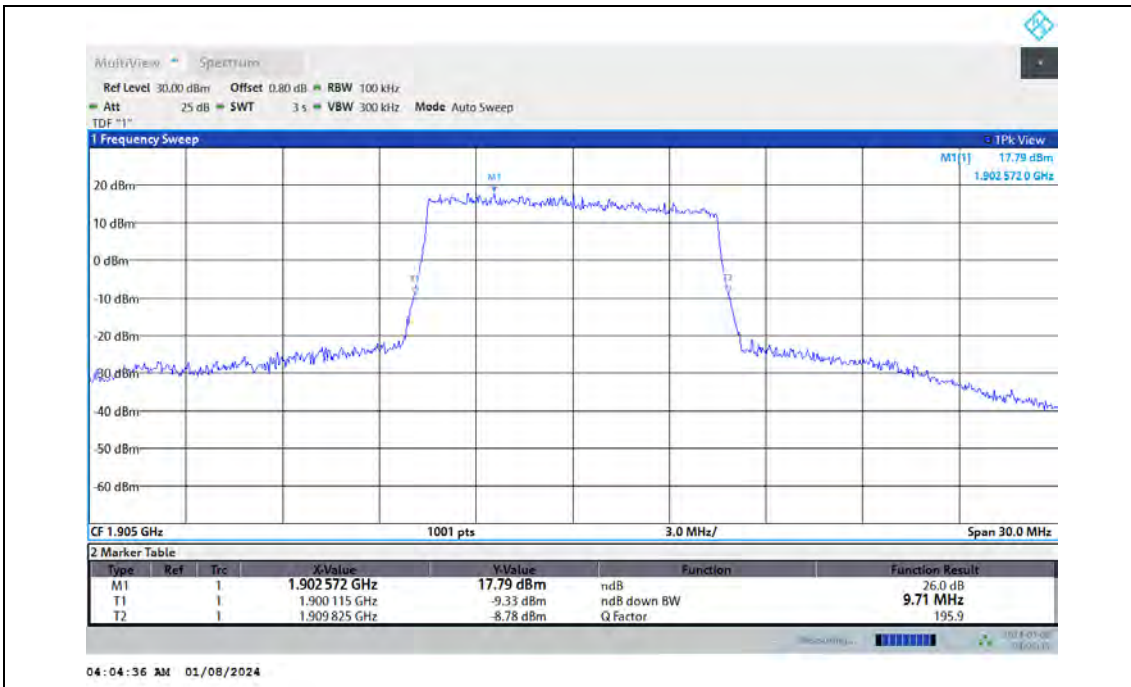 MultiView Spectrum
Ref Level 30.00 dBm Offset 0.80 dB RBW 100 kHz
Att 25 dB SWT 3 s VBW 300 kHz Mode Auto Sweep
TDF "1"
1 Frequency Sweep 1Pk View
M1[1] 17.79 dBm
1.902 572 0 GHz
M1
20 dBm
10 dBm
0 dBm
T1 T2
-10 dBm
-20 dBm
-30 dBm
-40 dBm
-50 dBm
-60 dBm
CF 1.905 GHz 1001 pts 3.0 MHz/ Span 30.0 MHz
2 Marker Table
Type Ref Trc X-Value Y-Value Function Function Result
M1 1 1.902 572 GHz 17.79 dBm ndB 26.0 dB
T1 1 1.900 115 GHz -9.33 dBm ndB down BW 9.71 MHz
T2 1 1.909 825 GHz -8.78 dBm Q Factor 195.9
Measuring...
04:04:36 AM 01/08/2024